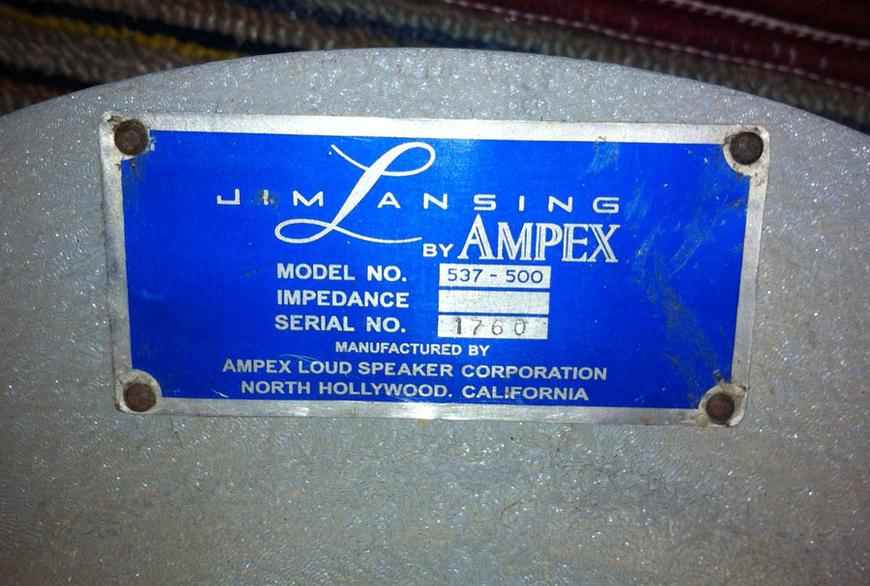 JIM LANSING
BY AMPEX
MODEL NO. 537-500
IMPEDANCE
SERIAL NO. 1760
MANUFACTURED BY
AMPEX LOUD SPEAKER CORPORATION
NORTH HOLLYWOOD. CALIFORNIA